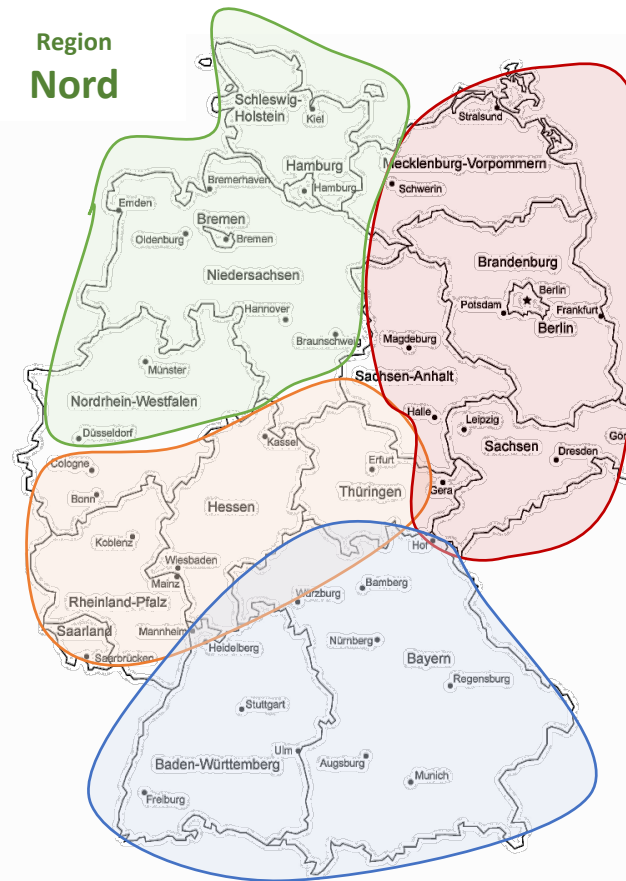 Region
Nord
Schleswig-
Holstein
Kiel
Stralsund
Mecklenburg-Vorpommern
Hamburg
Hamburg
Schwerin
Bremerhaven
Emden
Bremen
Oldenburg
Bremen
Niedersachsen
Brandenburg
Berlin
Potsdam
Frankfurt
Berlin
Hannover
Braunschweig
Magdeburg
Münster
Sachsen-Anhalt
Nordrhein-Westfalen
Halle
Leipzig
Düsseldorf
Kassel
Sachsen
Dresden
Gör
Cologne
Erfurt
Gera
Bonn
Hessen
Thüringen
Koblenz
Hof
Wiesbaden
Mainz
Bamberg
Würzburg
Rheinland-Pfalz
Saarland
Mannheim
Heidelberg
Nürnberg
Saarbrücken
Bayern
Regensburg
Stuttgart
Ulm
Augsburg
Baden-Württemberg
Munich
Freiburg